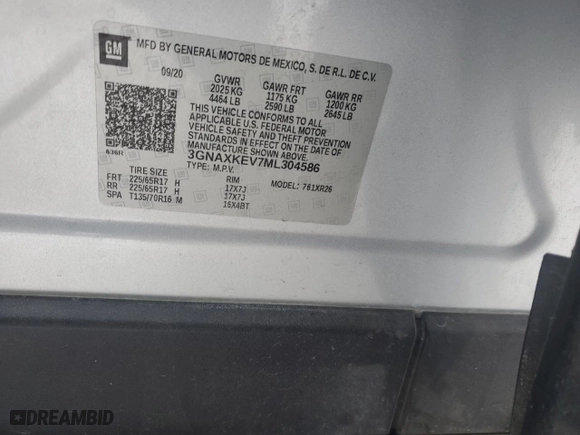 GM MFD BY GENERAL MOTORS DE MEXICO, S. DE R.L. DE C.V.
09/20 GVWR GAWR FRT GAWR RR
2025 KG 1175 KG 1200 KG
4464 LB 2590 LB 2645 LB
THIS VEHICLE CONFORMS TO ALL
APPLICABLE U.S. FEDERAL MOTOR
VEHICLE SAFETY AND THEFT PREVENTION
STANDARDS IN EFFECT ON THE DATE OF
MANUFACTURE SHOWN ABOVE.
3GNAXKEV7ML304586
TYPE: M.P.V. MODEL: 761XR26
TIRE SIZE RIM
FRT 225/65R17 H 17X7J
RR 225/65R17 H 17X7J
SPA T135/70R16 M 16X4BT
DREAMBID